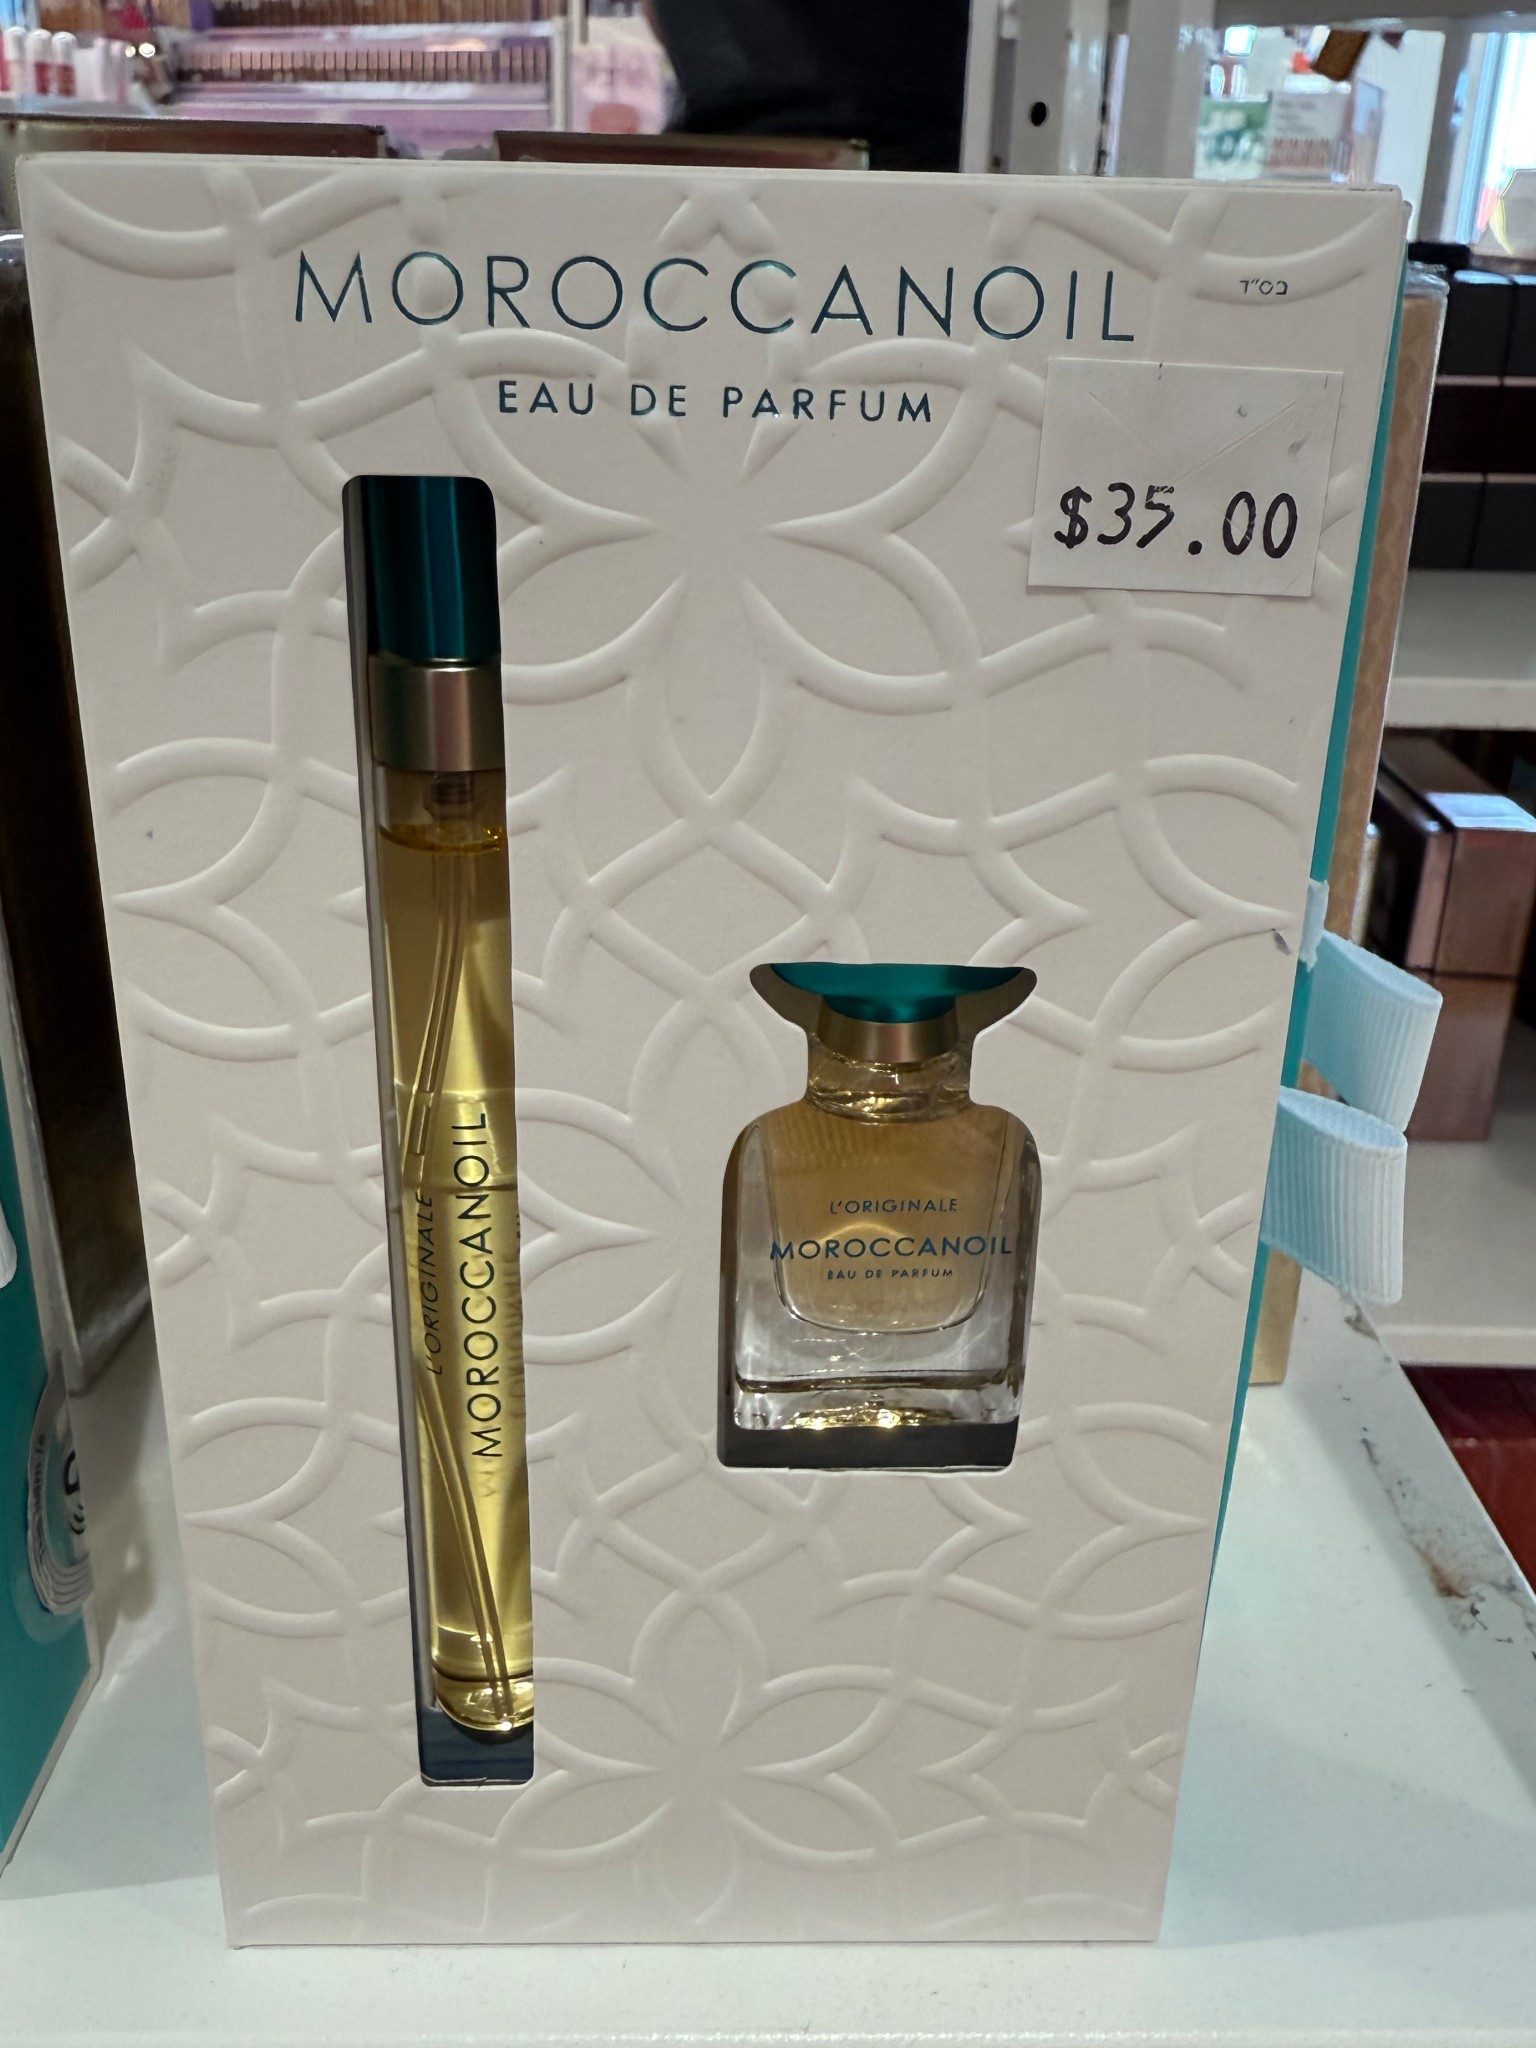 MOROCCANOIL
בס״ד
EAU DE PARFUM
$35.00
L'ORIGINALE
MOROCCANOIL
L'ORIGINALE
MOROCCANOIL
EAU DE PARFUM